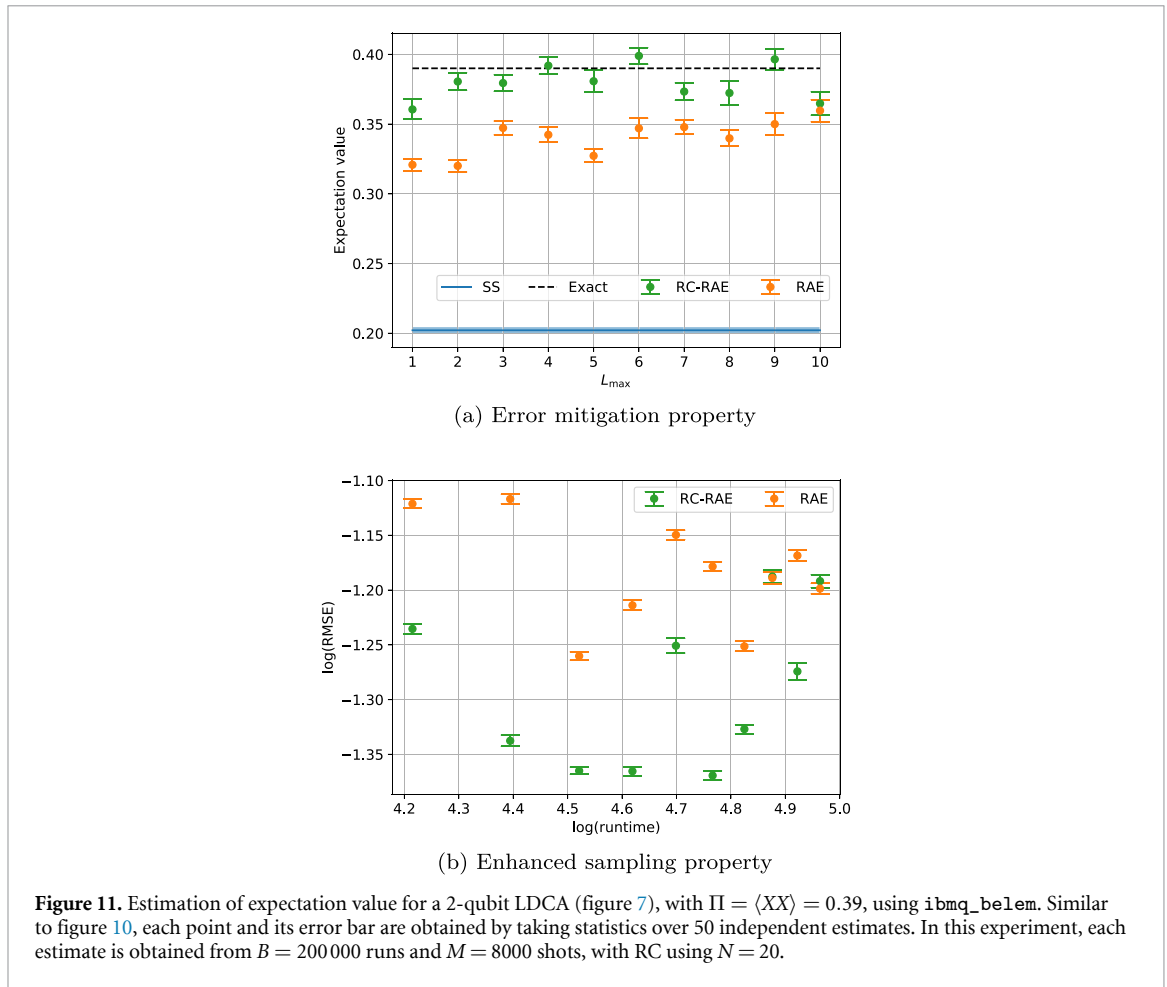 0.40
0.35
0.30
0.25
0.20
Expectation value
SS
Exact
RC-RAE
RAE
1 2 3 4 5 6 7 8 9 10
L_max
(a) Error mitigation property
−1.10
−1.15
−1.20
−1.25
−1.30
−1.35
log(RMSE)
RC-RAE
RAE
4.2 4.3 4.4 4.5 4.6 4.7 4.8 4.9 5.0
log(runtime)
(b) Enhanced sampling property
Figure 11. Estimation of expectation value for a 2-qubit LDCA (figure 7), with Π = ⟨XX⟩ = 0.39, using ibmq_belem. Similar
to figure 10, each point and its error bar are obtained by taking statistics over 50 independent estimates. In this experiment, each
estimate is obtained from B = 200 000 runs and M = 8000 shots, with RC using N = 20.